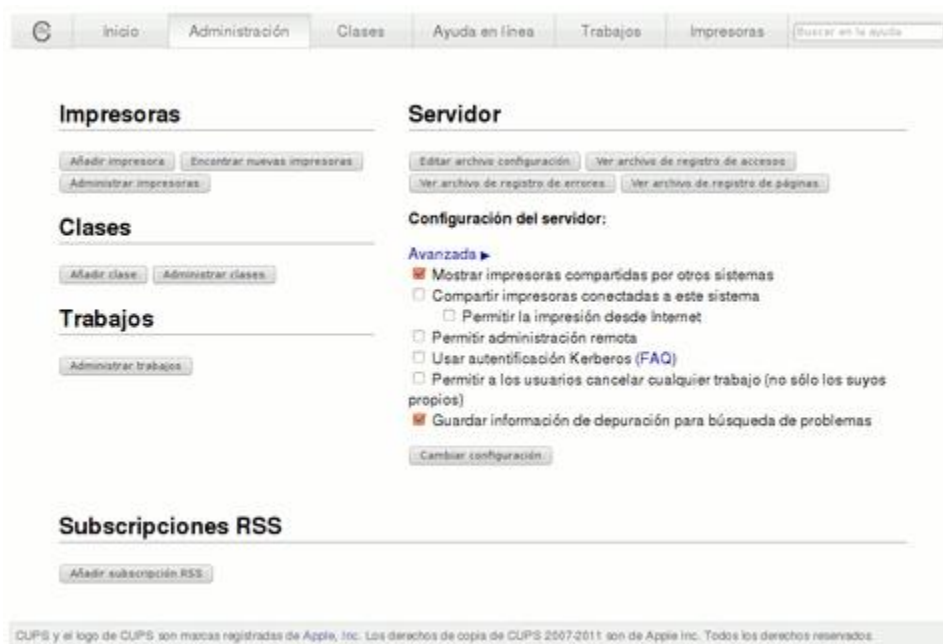 Inicio Administración Clases Ayuda en línea Trabajos Impresoras Buscar en la ayuda
Impresoras
Añadir impresora Encontrar nuevas impresoras
Administrar impresoras
Clases
Añadir clase Administrar clases
Trabajos
Administrar trabajos
Servidor
Editar archivo configuración Ver archivo de registro de accesos
Ver archivo de registro de errores Ver archivo de registro de páginas
Configuración del servidor:
Avanzada ▶
Mostrar impresoras compartidas por otros sistemas
Compartir impresoras conectadas a este sistema
Permitir la impresión desde Internet
Permitir administración remota
Usar autentificación Kerberos (FAQ)
Permitir a los usuarios cancelar cualquier trabajo (no sólo los suyos
propios)
Guardar información de depuración para búsqueda de problemas
Cambiar configuración
Subscripciones RSS
Añadir subscripción RSS
CUPS y el logo de CUPS son marcas registradas de Apple, Inc. Los derechos de copia de CUPS 2007-2011 son de Apple Inc. Todos los derechos reservados.